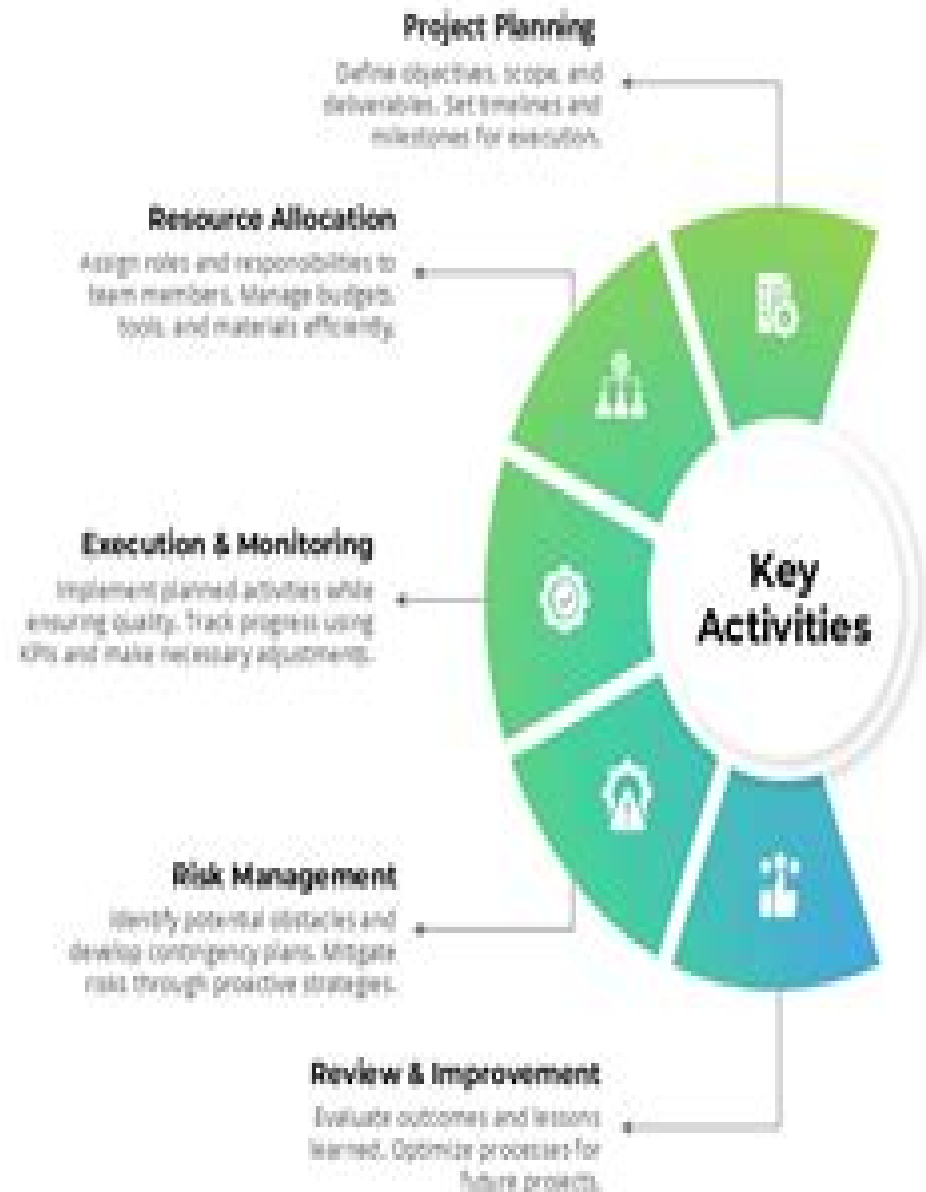 Project Planning
Define objectives, scope, and
deliverables. Set timelines and
milestones for execution.
Resource Allocation
Assign roles and responsibilities to
team members. Manage budgets,
tools, and materials efficiently.
Execution & Monitoring
Implement planned activities while
ensuring quality. Track progress using
KPIs and make necessary adjustments.
Key
Activities
Risk Management
Identify potential obstacles and
develop contingency plans. Mitigate
risks through proactive strategies.
Review & Improvement
Evaluate outcomes and lessons
learned. Optimize processes for
future projects.